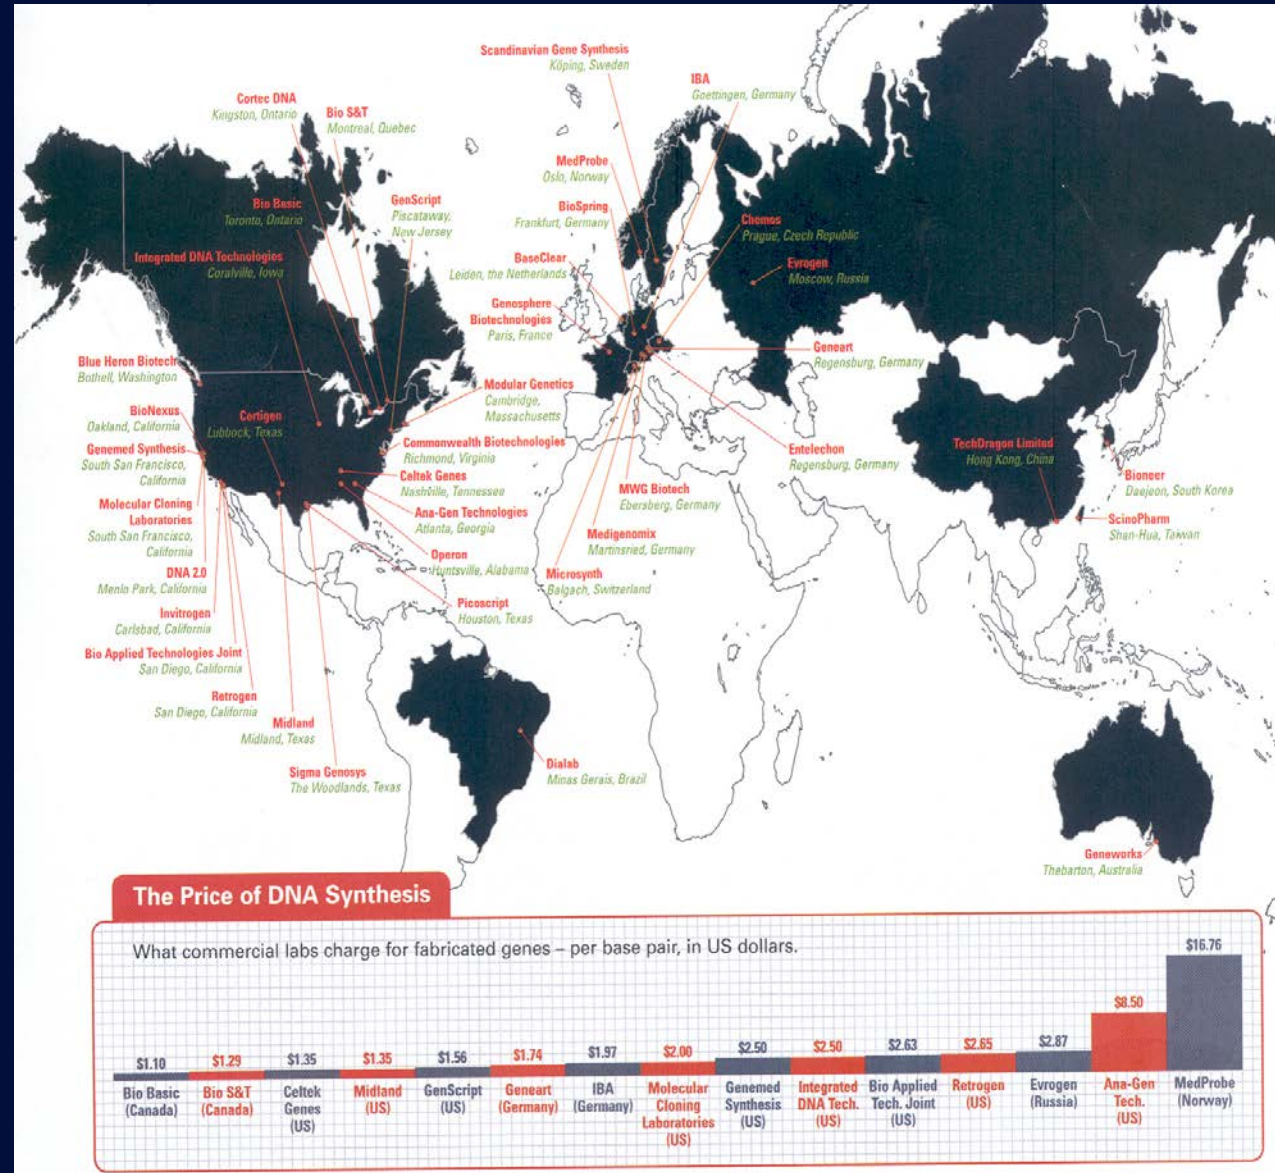 Scandinavian Gene Synthesis
Köping, Sweden
IBA
Goettingen, Germany
Cortec DNA
Kingston, Ontario
Bio S&T
Montreal, Quebec
MedProbe
Oslo, Norway
Bio Basic
Toronto, Ontario
GenScript
Piscataway,
New Jersey
BioSpring
Frankfurt, Germany
Chemos
Prague, Czech Republic
Integrated DNA Technologies
Coralville, Iowa
BaseClear
Leiden, the Netherlands
Evrogen
Moscow, Russia
Genosphere
Biotechnologies
Paris, France
Geneart
Regensburg, Germany
Blue Heron Biotech
Bothell, Washington
Modular Genetics
Cambridge,
Massachusetts
BioNexus
Oakland, California
Certigen
Lubbock, Texas
Genemed Synthesis
South San Francisco,
California
Commonwealth Biotechnologies
Richmond, Virginia
Entelechon
Regensburg, Germany
TechDragon Limited
Hong Kong, China
Celtek Genes
Nashville, Tennessee
MWG Biotech
Ebersberg, Germany
Bioneer
Daejeon, South Korea
Molecular Cloning
Laboratories
South San Francisco,
California
Ana-Gen Technologies
Atlanta, Georgia
ScinoPharm
Shan-Hua, Taiwan
Medigenomix
Martinsried, Germany
Operon
Huntsville, Alabama
DNA 2.0
Menlo Park, California
Microsynth
Balgach, Switzerland
Picoscript
Houston, Texas
Invitrogen
Carlsbad, California
Bio Applied Technologies Joint
San Diego, California
Retrogen
San Diego, California
Midland
Midland, Texas
Sigma Genosys
The Woodlands, Texas
Dialab
Minas Gerais, Brazil
Geneworks
Thebarton, Australia
The Price of DNA Synthesis
What commercial labs charge for fabricated genes – per base pair, in US dollars.
$1.10
$1.29
$1.35
$1.35
$1.56
$1.74
$1.97
$2.00
$2.50
$2.50
$2.63
$2.65
$2.87
$8.50
$16.76
Bio Basic
(Canada)
Bio S&T
(Canada)
Celtek
Genes
(US)
Midland
(US)
GenScript
(US)
Geneart
(Germany)
IBA
(Germany)
Molecular
Cloning
Laboratories
(US)
Genemed
Synthesis
(US)
Integrated
DNA Tech.
(US)
Bio Applied
Tech. Joint
(US)
Retrogen
(US)
Evrogen
(Russia)
Ana-Gen
Tech.
(US)
MedProbe
(Norway)